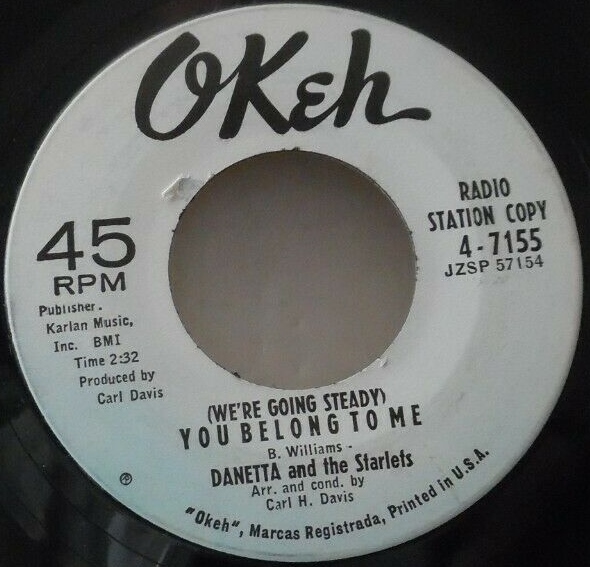 OKeh
45
RPM
Publisher.
Karlan Music,
Inc. BMI
Time 2:32
Produced by
Carl Davis
RADIO
STATION COPY
4-7155
JZSP 57154
(WE'RE GOING STEADY)
YOU BELONG TO ME
B. Williams -
DANETTA and the Starlets
Arr. and cond. by
Carl H. Davis
℗
"Okeh", Marcas Registrada, Printed in U.S.A.